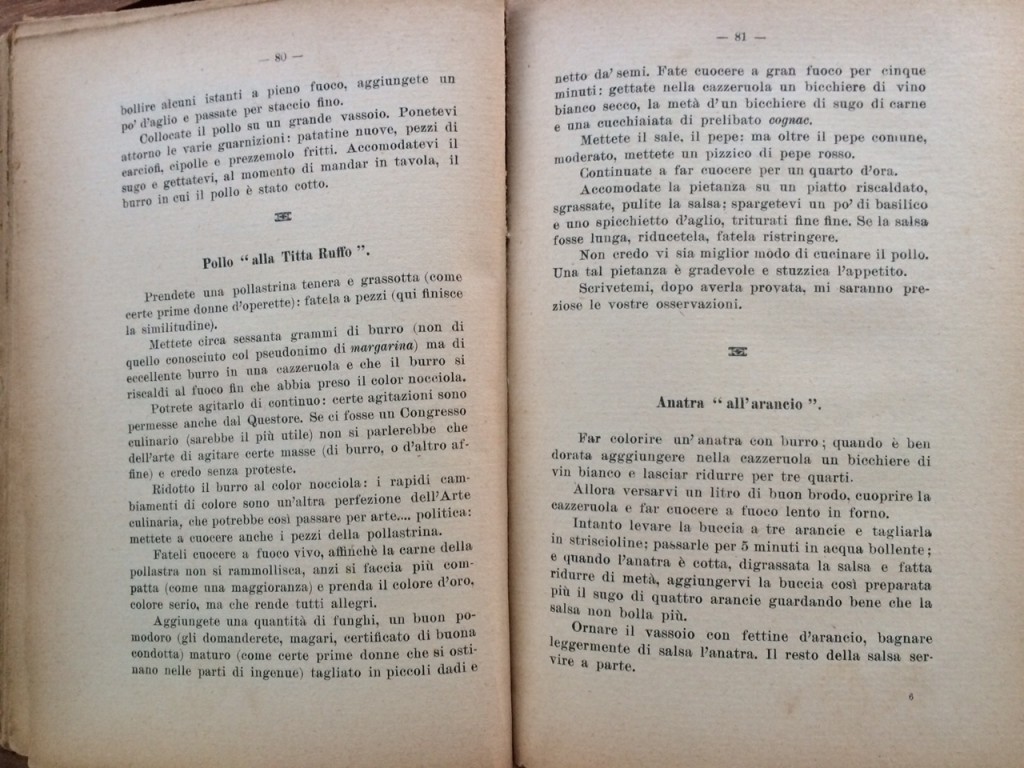 — 80 —
bollire alcuni istanti a pieno fuoco, aggiungete un
po' d'aglio e passate per staccio fino.
Collocate il pollo su un grande vassoio. Ponetevi
attorno le varie guarnizioni: patatine nuove, pezzi di
carciofi, cipolle e prezzemolo fritti. Accomodatevi il
sugo e gettatevi, al momento di mandar in tavola, il
burro in cui il pollo è stato cotto.
Pollo “ alla Titta Ruffo ”.
Prendete una pollastrina tenera e grassotta (come
certe prime donne d'operette): fatela a pezzi (qui finisce
la similitudine).
Mettete circa sessanta grammi di burro (non di
quello conosciuto col pseudonimo di margarina) ma di
eccellente burro in una cazzeruola e che il burro si
riscaldi al fuoco fin che abbia preso il color nocciola.
Potrete agitarlo di continuo: certe agitazioni sono
permesse anche dal Questore. Se ci fosse un Congresso
culinario (sarebbe il più utile) non si parlerebbe che
dell'arte di agitare certe masse (di burro, o d'altro af-
fine) e credo senza proteste.
Ridotto il burro al color nocciola: i rapidi cam-
biamenti di colore sono un'altra perfezione dell'Arte
culinaria, che potrebbe così passare per arte.... politica:
mettete a cuocere anche i pezzi della pollastrina.
Fateli cuocere a fuoco vivo, affinchè la carne della
pollastra non si rammollisca, anzi si faccia più com-
patta (come una maggioranza) e prenda il colore d'oro,
colore serio, ma che rende tutti allegri.
Aggiungete una quantità di funghi, un buon po-
modoro (gli domanderete, magari, certificato di buona
condotta) maturo (come certe prime donne che si osti-
nano nelle parti di ingenue) tagliato in piccoli dadi e
— 81 —
netto da' semi. Fate cuocere a gran fuoco per cinque
minuti: gettate nella cazzeruola un bicchiere di vino
bianco secco, la metà d'un bicchiere di sugo di carne
e una cucchiaiata di prelibato cognac.
Mettete il sale, il pepe: ma oltre il pepe comune,
moderato, mettete un pizzico di pepe rosso.
Continuate a far cuocere per un quarto d'ora.
Accomodate la pietanza su un piatto riscaldato,
sgrassate, pulite la salsa: spargetevi un po' di basilico
e uno spicchietto d'aglio, triturati fine fine. Se la salsa
fosse lunga, riducetela, fatela ristringere.
Non credo vi sia miglior modo di cucinare il pollo.
Una tal pietanza è gradevole e stuzzica l'appetito.
Scrivetemi, dopo averla provata, mi saranno pre-
ziose le vostre osservazioni.
Anatra “ all'arancio ”.
Far colorire un'anatra con burro; quando è ben
dorata agggiungere nella cazzeruola un bicchiere di
vin bianco e lasciar ridurre per tre quarti.
Allora versarvi un litro di buon brodo, cuoprire la
cazzeruola e far cuocere a fuoco lento in forno.
Intanto levare la buccia a tre arancie e tagliarla
in striscioline; passarle per 5 minuti in acqua bollente;
e quando l'anatra è cotta, digrassata la salsa e fatta
ridurre di metà, aggiungervi la buccia così preparata
più il sugo di quattro arancie guardando bene che la
salsa non bolla più.
Ornare il vassoio con fettine d'arancio, bagnare
leggermente di salsa l'anatra. Il resto della salsa ser-
vire a parte.
6